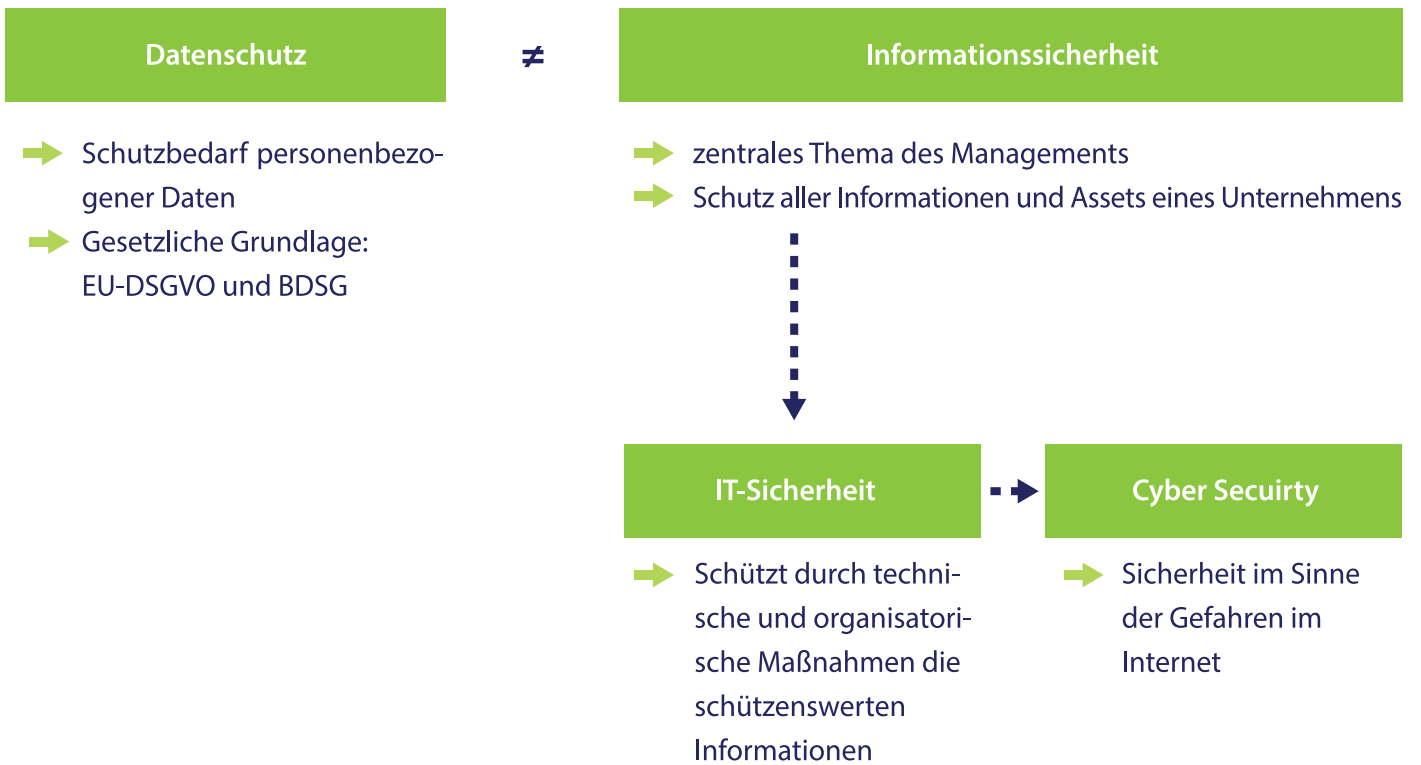 Datenschutz
≠
Informationssicherheit
Schutzbedarf personenbezo-
gener Daten
Gesetzliche Grundlage:
EU-DSGVO und BDSG
zentrales Thema des Managements
Schutz aller Informationen und Assets eines Unternehmens
IT-Sicherheit
Schützt durch techni-
sche und organisatori-
sche Maßnahmen die
schützenswerten
Informationen
Cyber Secuirty
Sicherheit im Sinne
der Gefahren im
Internet